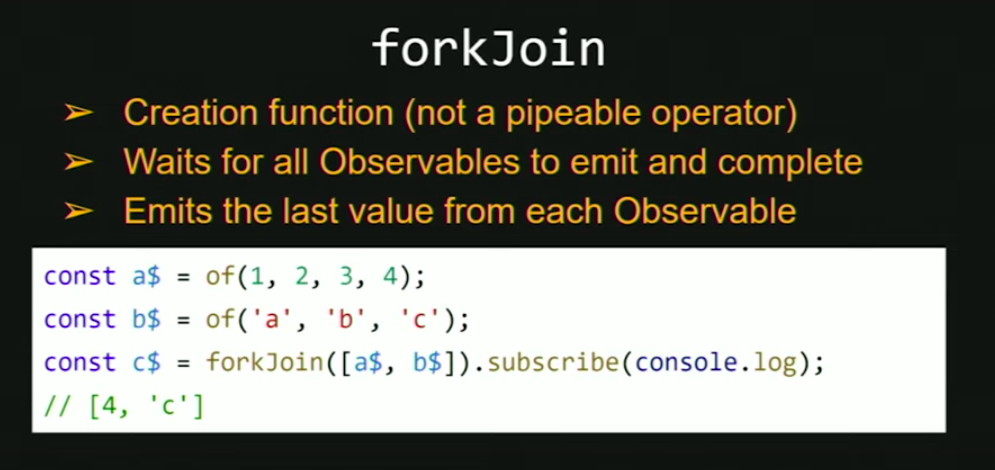 forkJoin
➢ Creation function (not a pipeable operator)
➢ Waits for all Observables to emit and complete
➢ Emits the last value from each Observable
const a$ = of(1, 2, 3, 4);
const b$ = of('a', 'b', 'c');
const c$ = forkJoin([a$, b$]).subscribe(console.log);
// [4, 'c']